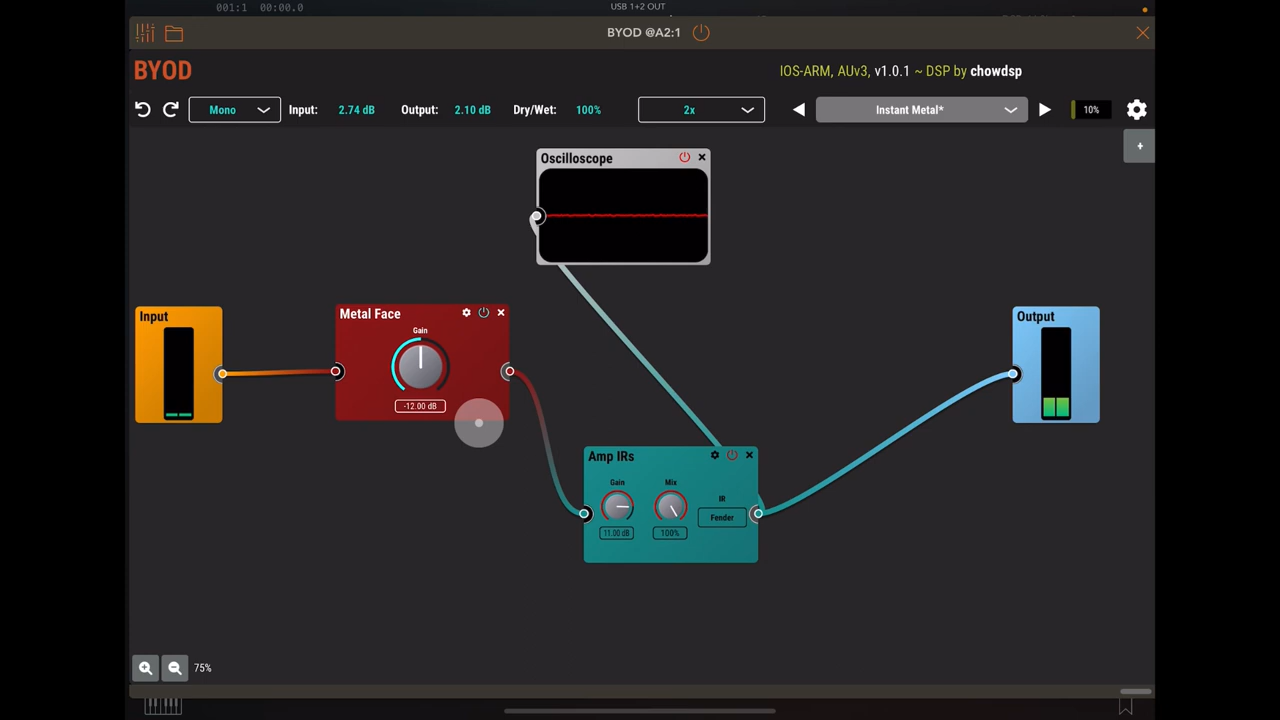 001:1 00:00.0
USB 1+2 OUT
BYOD @A2:1
BYOD
IOS-ARM, AUv3, v1.0.1 ~ DSP by chowdsp
Mono
Input: 2.74 dB
Output: 2.10 dB
Dry/Wet: 100%
2x
Instant Metal*
10%
+
Oscilloscope
Input
Metal Face
Gain
-12.00 dB
Output
Amp IRs
Gain
Mix
IR
Fender
11.00 dB
100%
75%